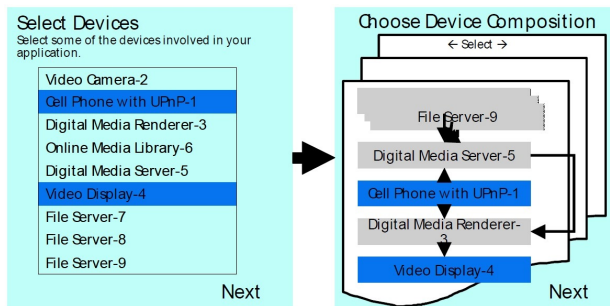 Select Devices
Select some of the devices involved in your
application.
Video Camera-2
Cell Phone with UPnP-1
Digital Media Renderer-3
Online Media Library-6
Digital Media Server-5
Video Display-4
File Server-7
File Server-8
File Server-9
Next
Choose Device Composition
← Select →
File Server-9
Digital Media Server-5
Cell Phone with UPnP-1
Digital Media Renderer-
3
Video Display-4
Next